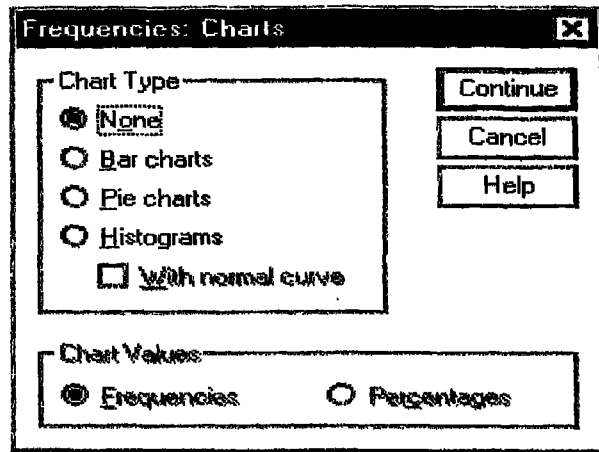 Frequencies: Charts
Chart Type
None
Bar charts
Pie charts
Histograms
With normal curve
Continue
Cancel
Help
Chart Values
Frequencies
Percentages